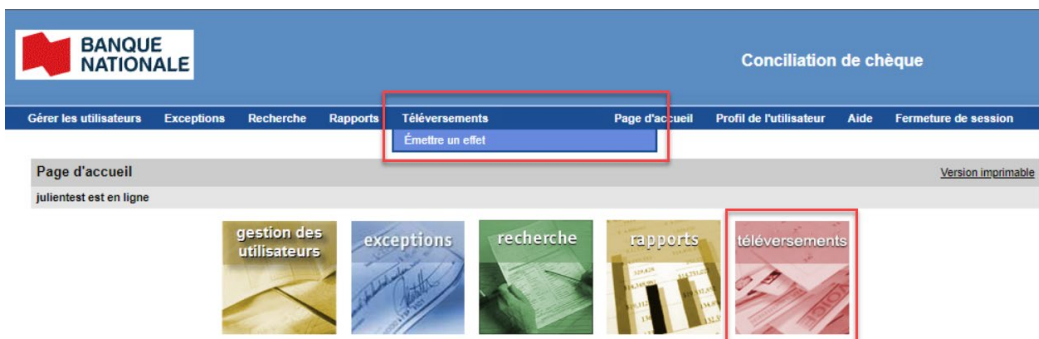 BANQUE
NATIONALE
Conciliation de chèque
Gérer les utilisateurs Exceptions Recherche Rapports Téléversements Page d'accueil Profil de l'utilisateur Aide Fermeture de session
Émettre un effet
Page d'accueil Version imprimable
julientest est en ligne
gestion des
utilisateurs
exceptions
recherche
rapports
téléversements